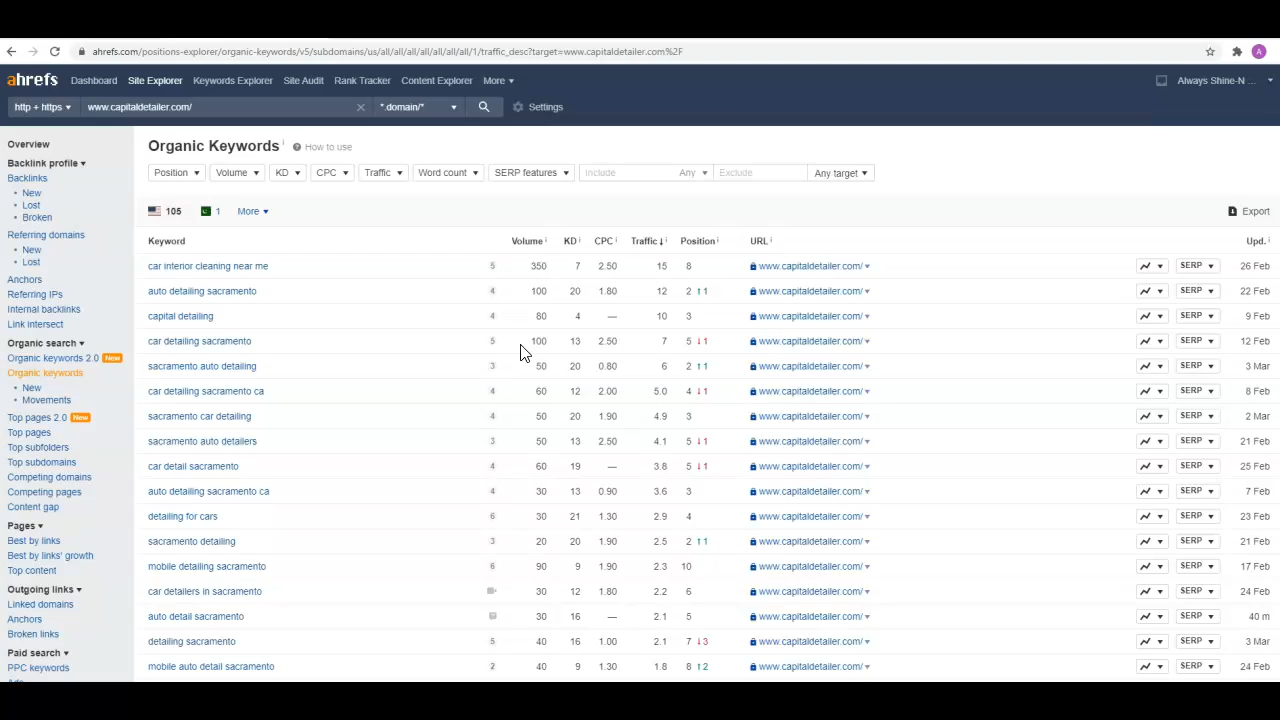 ahrefs.com/positions-explorer/organic-keywords/v5/subdomains/us/all/all/all/all/all/all/all/1/traffic_desc?target=www.capitaldetailer.com%2F A
ahrefs Dashboard Site Explorer Keywords Explorer Site Audit Rank Tracker Content Explorer More Always Shine-N ...
http + https www.capitaldetailer.com/ *.domain/* Settings
Overview
Backlink profile
Backlinks
New
Lost
Broken
Referring domains
New
Lost
Anchors
Referring IPs
Internal backlinks
Link intersect
Organic search
Organic keywords 2.0 New
Organic keywords
New
Movements
Top pages 2.0 New
Top pages
Top subfolders
Top subdomains
Competing domains
Competing pages
Content gap
Pages
Best by links
Best by links' growth
Top content
Outgoing links
Linked domains
Anchors
Broken links
Paid search
PPC keywords
Organic Keywords i How to use
Position Volume KD CPC Traffic Word count SERP features Include Any Exclude Any target
105 1 More Export
Keyword Volume i KD i CPC i Traffic i Position i URL i Upd. i
car interior cleaning near me 5 350 7 2.50 15 8 www.capitaldetailer.com/ SERP 26 Feb
auto detailing sacramento 4 100 20 1.80 12 2 ↑1 www.capitaldetailer.com/ SERP 22 Feb
capital detailing 4 80 4 — 10 3 www.capitaldetailer.com/ SERP 9 Feb
car detailing sacramento 5 100 13 2.50 7 5 ↓1 www.capitaldetailer.com/ SERP 12 Feb
sacramento auto detailing 3 50 20 0.80 6 2 ↑1 www.capitaldetailer.com/ SERP 3 Mar
car detailing sacramento ca 4 60 12 2.00 5.0 4 ↓1 www.capitaldetailer.com/ SERP 8 Feb
sacramento car detailing 4 50 20 1.90 4.9 3 www.capitaldetailer.com/ SERP 2 Mar
sacramento auto detailers 3 50 13 2.50 4.1 5 ↓1 www.capitaldetailer.com/ SERP 21 Feb
car detail sacramento 4 60 19 — 3.8 5 ↓1 www.capitaldetailer.com/ SERP 25 Feb
auto detailing sacramento ca 4 30 13 0.90 3.6 3 www.capitaldetailer.com/ SERP 7 Feb
detailing for cars 6 30 21 1.30 2.9 4 www.capitaldetailer.com/ SERP 23 Feb
sacramento detailing 3 20 20 1.90 2.5 2 ↑1 www.capitaldetailer.com/ SERP 21 Feb
mobile detailing sacramento 6 90 9 1.90 2.3 10 www.capitaldetailer.com/ SERP 17 Feb
car detailers in sacramento 30 12 1.80 2.2 6 www.capitaldetailer.com/ SERP 24 Feb
auto detail sacramento 30 16 — 2.1 5 www.capitaldetailer.com/ SERP 40 m
detailing sacramento 5 40 16 1.00 2.1 7 ↓3 www.capitaldetailer.com/ SERP 3 Mar
mobile auto detail sacramento 2 40 9 1.30 1.8 8 ↑2 www.capitaldetailer.com/ SERP 24 Feb